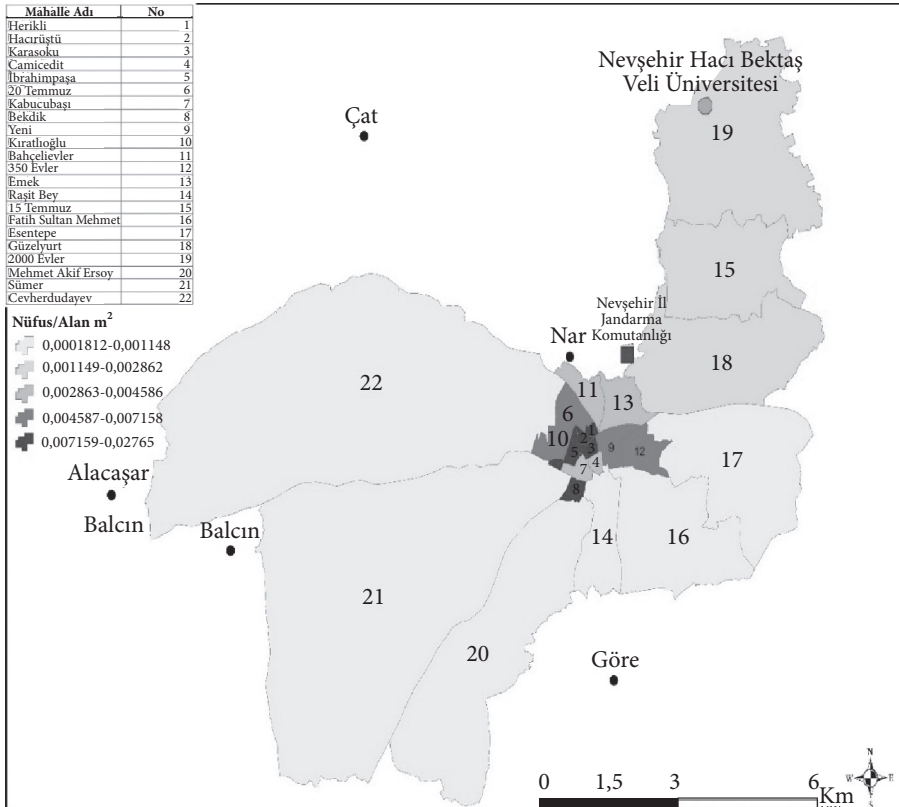 Mahalle Adı No
Herikli 1
Hacırüştü 2
Karasoku 3
Camicedit 4
İbrahimpaşa 5
20 Temmuz 6
Kabucubaşı 7
Bekdik 8
Yeni 9
Kıratlıoğlu 10
Bahçelievler 11
350 Evler 12
Emek 13
Raşit Bey 14
15 Temmuz 15
Fatih Sultan Mehmet 16
Esentepe 17
Güzelyurt 18
2000 Evler 19
Mehmet Akif Ersoy 20
Sümer 21
Cevherdudayev 22
Nüfus/Alan m²
0,0001812-0,001148
0,001149-0,002862
0,002863-0,004586
0,004587-0,007158
0,007159-0,02765
Nevşehir Hacı Bektaş
Veli Üniversitesi
19
Çat
15
Nevşehir İl
Jandarma
Komutanlığı
Nar
18
22
11
13
6
1
10
2
3
9
12
5
4
7
17
Alacaşar
8
Balcın
Balcın
14
16
21
20
Göre
N
W E
S
0 1,5 3 6
Km